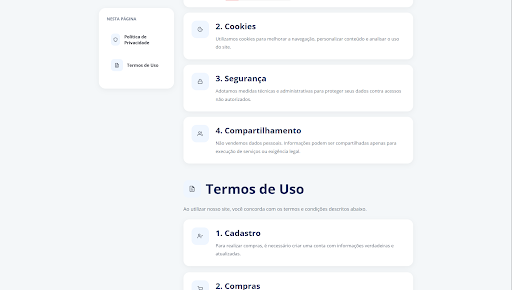 NESTA PÁGINA
Política de
Privacidade
Termos de Uso
2. Cookies
Utilizamos cookies para melhorar a navegação, personalizar conteúdo e analisar o uso
do site.
3. Segurança
Adotamos medidas técnicas e administrativas para proteger seus dados contra acessos
não autorizados.
4. Compartilhamento
Não vendemos dados pessoais. Informações podem ser compartilhadas apenas para
execução de serviços ou exigência legal.
Termos de Uso
Ao utilizar nosso site, você concorda com os termos e condições descritos abaixo.
1. Cadastro
Para realizar compras, é necessário criar uma conta com informações verdadeiras e
atualizadas.
2. Compras